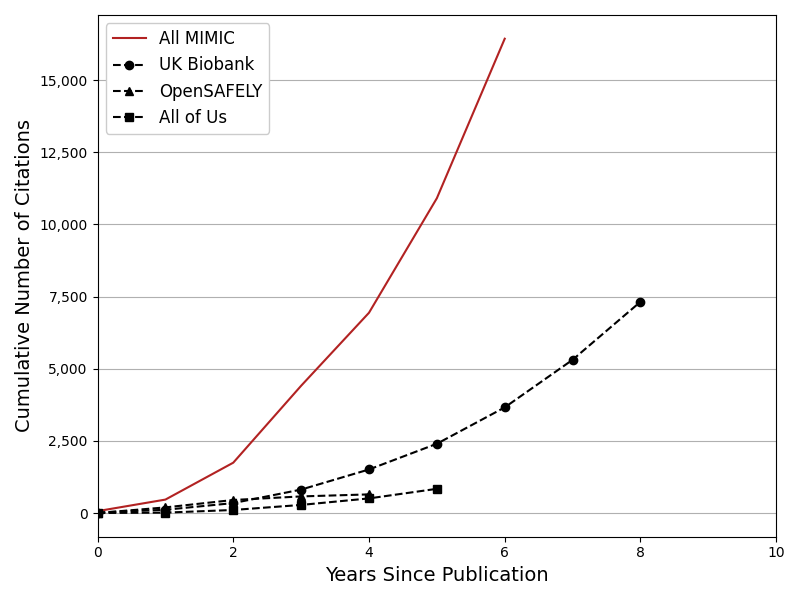 All MIMIC
UK Biobank
OpenSAFELY
All of Us
Cumulative Number of Citations
15,000
12,500
10,000
7,500
5,000
2,500
0
0 2 4 6 8 10
Years Since Publication